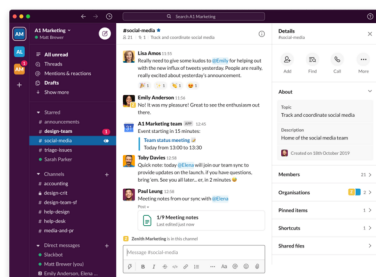 Search A1 Marketing
A1 Marketing
Matt Brewer
All unread
Threads
Mentions & reactions
Drafts
Show more
Starred
# announcements
# design-team
# social-media
# triage-issues
Sarah Parker
Channels
# accounting
# design-crit
# design-team-sf
# help-design
# help-desk
# media-and-pr
Direct messages
Slackbot
Matt Brewer (you)
Emily Anderson, Elena ...
#social-media
Track and coordinate social media
Lisa Amos
Really need to give some kudos to @Emily for helping out
with the new influx of tweets yesterday. People are really,
really excited about yesterday's announcement.
Emily Anderson
No! It was my pleasure! Great to see the enthusiasm out
there.
A1 Marketing team APP
Event starting in 15 minutes:
Team status meeting
Today from 13:00 to 13:30
Toby Davies
Quick note: today @Elena will join our team sync to
provide updates on the launch. If you have questions,
bring 'em. See you all later... er, in 2 minutes
Paul Leung
Meeting notes from our sync with @Elena
Post
1/9 Meeting notes
Last edited just now
Zenith Marketing is in this channel
Message #social-media
Details
#social-media
Add
Find
Call
More
About
Topic
Track and coordinate social media
Description
Home of the social media team
Created on 18th October 2019
Members
Organisations
Pinned items
Shortcuts
Shared files